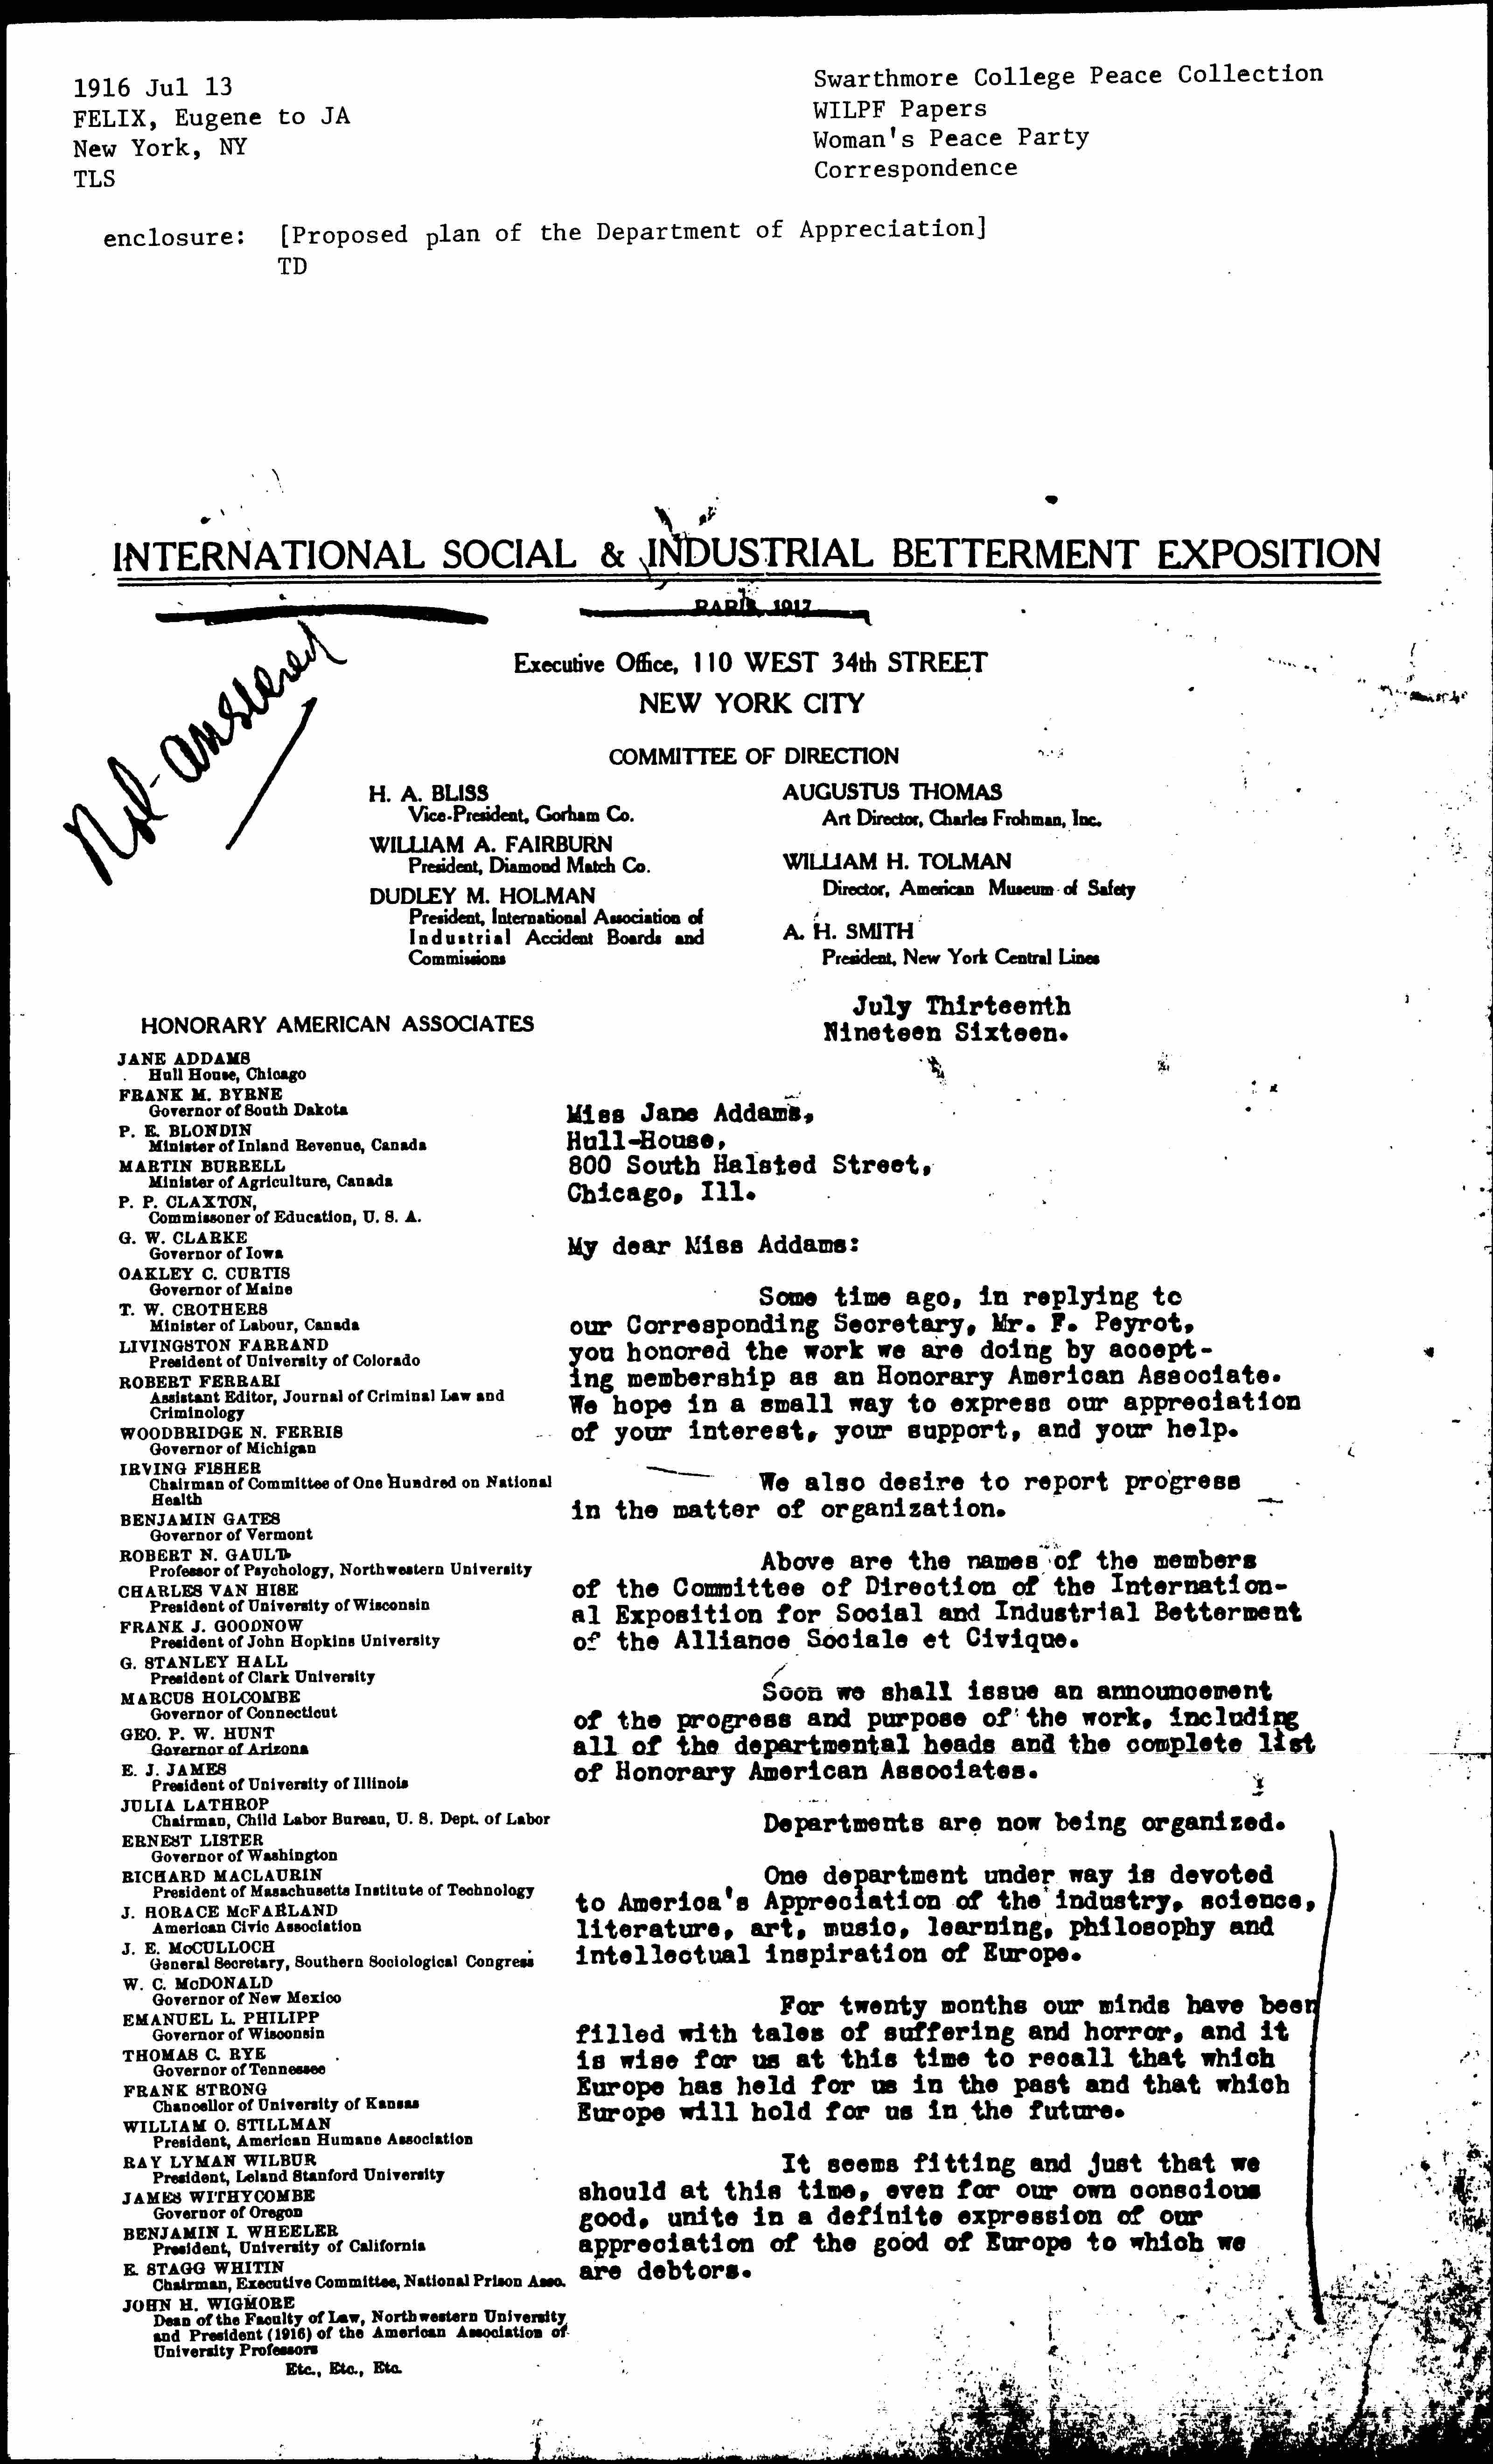 1916 Jul 13
FELIX, Eugene to JA
New York, NY
TLS
Swarthmore College Peace Collection
WILPF Papers
Woman's Peace Party
Correspondence
enclosure: [Proposed plan of the Department of Appreciation]
TD
INTERNATIONAL SOCIAL & INDUSTRIAL BETTERMENT EXPOSITION
PARIS, 1917
Not answered
Executive Office, 110 WEST 34th STREET
NEW YORK CITY
COMMITTEE OF DIRECTION
H. A. BLISS
Vice-President, Gorham Co.
WILLIAM A. FAIRBURN
President, Diamond Match Co.
DUDLEY M. HOLMAN
President, International Association of
Industrial Accident Boards and
Commissions
AUGUSTUS THOMAS
Art Director, Charles Frohman, Inc.
WILLIAM H. TOLMAN
Director, American Museum of Safety
A. H. SMITH
President, New York Central Lines
HONORARY AMERICAN ASSOCIATES
JANE ADDAMS
Hull House, Chicago
FRANK M. BYRNE
Governor of South Dakota
P. E. BLONDIN
Minister of Inland Revenue, Canada
MARTIN BURRELL
Minister of Agriculture, Canada
P. P. CLAXTON,
Commissoner of Education, U. S. A.
G. W. CLARKE
Governor of Iowa
OAKLEY C. CURTIS
Governor of Maine
T. W. CROTHERS
Minister of Labour, Canada
LIVINGSTON FARRAND
President of University of Colorado
ROBERT FERRARI
Assistant Editor, Journal of Criminal Law and
Criminology
WOODBRIDGE N. FERRIS
Governor of Michigan
IRVING FISHER
Chairman of Committee of One Hundred on National
Health
BENJAMIN GATES
Governor of Vermont
ROBERT N. GAULT
Professor of Psychology, Northwestern University
CHARLES VAN HISE
President of University of Wisconsin
FRANK J. GOODNOW
President of John Hopkins University
G. STANLEY HALL
President of Clark University
MARCUS HOLCOMBE
Governor of Connecticut
GEO. P. W. HUNT
Governor of Arizona
E. J. JAMES
President of University of Illinois
JULIA LATHROP
Chairman, Child Labor Bureau, U. S. Dept. of Labor
ERNEST LISTER
Governor of Washington
RICHARD MACLAURIN
President of Masachusetts Institute of Technology
J. HORACE McFARLAND
American Civic Association
J. E. McCULLOCH
General Secretary, Southern Sociological Congress
W. C. McDONALD
Governor of New Mexico
EMANUEL L. PHILIPP
Governor of Wisconsin
THOMAS C. RYE
Governor of Tennessee
FRANK STRONG
Chancellor of University of Kansas
WILLIAM O. STILLMAN
President, American Humane Association
RAY LYMAN WILBUR
President, Leland Stanford University
JAMES WITHYCOMBE
Governor of Oregon
BENJAMIN I. WHEELER
President, University of California
E. STAGG WHITIN
Chairman, Executive Committee, National Prison Asso.
JOHN H. WIGMORE
Dean of the Faculty of Law, Northwestern University
and President (1916) of the American Association of
University Professors
Etc., Etc., Etc.
July Thirteenth
Nineteen Sixteen.
Miss Jane Addams,
Hull-House,
800 South Halsted Street,
Chicago, Ill.
My dear Miss Addams:
Some time ago, in replying to
our Corresponding Secretary, Mr. F. Peyrot,
you honored the work we are doing by accept-
ing membership as an Honorary American Associate.
We hope in a small way to express our appreciation
of your interest, your support, and your help.
We also desire to report progress
in the matter of organization.
Above are the names of the members
of the Committee of Direction of the Internation-
al Exposition for Social and Industrial Betterment
of the Alliance Sociale et Civique.
Soon we shall issue an announcement
of the progress and purpose of the work, including
all of the departmental heads and the complete list
of Honorary American Associates.
Departments are now being organized.
One department under way is devoted
to America's Appreciation of the industry, science,
literature, art, music, learning, philosophy and
intellectual inspiration of Europe.
For twenty months our minds have been
filled with tales of suffering and horror, and it
is wise for us at this time to recall that which
Europe has held for us in the past and that which
Europe will hold for us in the future.
It seems fitting and just that we
should at this time, even for our own conscious
good, unite in a definite expression of our
appreciation of the good of Europe to which we
are debtors.